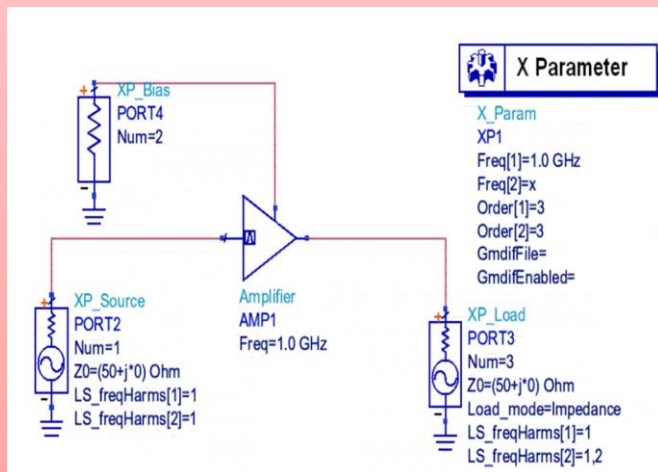 X Parameter
XP_Bias
PORT4
Num=2
X_Param
XP1
Freq[1]=1.0 GHz
Freq[2]=x
Order[1]=3
Order[2]=3
GmdifFile=
GmdifEnabled=
XP_Source
PORT2
Num=1
Z0=(50+j*0) Ohm
LS_freqHarms[1]=1
LS_freqHarms[2]=1
Amplifier
AMP1
Freq=1.0 GHz
XP_Load
PORT3
Num=3
Z0=(50+j*0) Ohm
Load_mode=Impedance
LS_freqHarms[1]=1
LS_freqHarms[2]=1,2